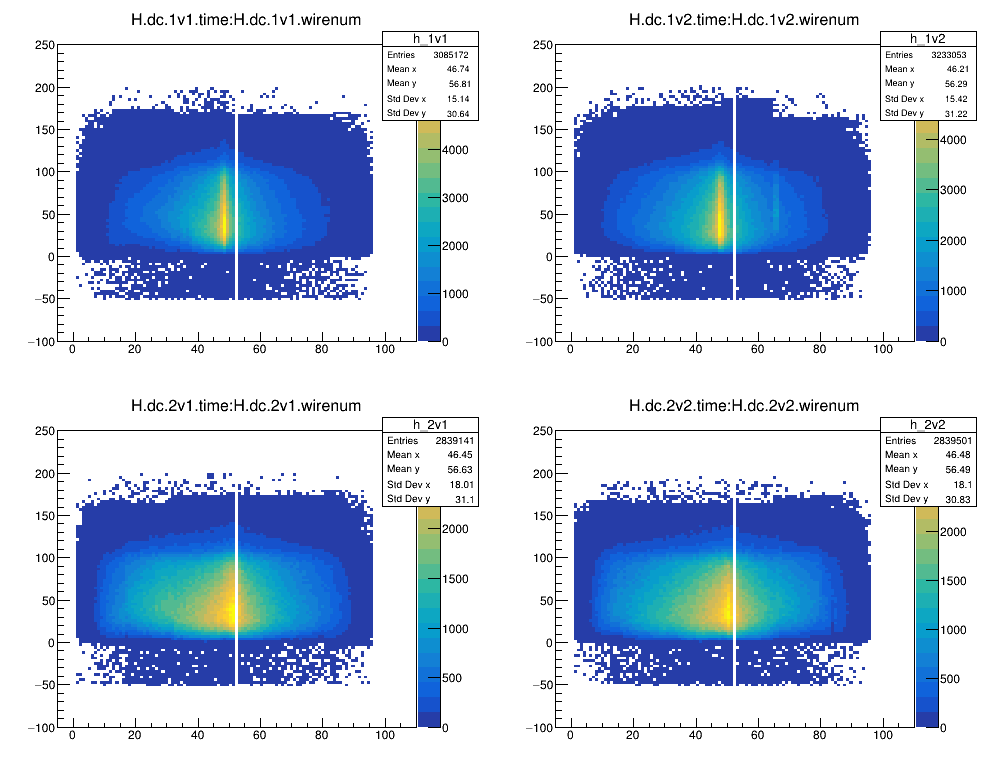 H.dc.1v1.time:H.dc.1v1.wirenum
h_1v1
Entries 3085172
Mean x 46.74
Mean y 56.81
Std Dev x 15.14
Std Dev y 30.64
250
200
150
100
50
0
−50
−100
0 20 40 60 80 100
4000
3000
2000
1000
0
H.dc.1v2.time:H.dc.1v2.wirenum
h_1v2
Entries 3233053
Mean x 46.21
Mean y 56.29
Std Dev x 15.42
Std Dev y 31.22
250
200
150
100
50
0
−50
−100
0 20 40 60 80 100
4000
3000
2000
1000
0
H.dc.2v1.time:H.dc.2v1.wirenum
h_2v1
Entries 2839141
Mean x 46.45
Mean y 56.63
Std Dev x 18.01
Std Dev y 31.1
250
200
150
100
50
0
−50
−100
0 20 40 60 80 100
2000
1500
1000
500
0
H.dc.2v2.time:H.dc.2v2.wirenum
h_2v2
Entries 2839501
Mean x 46.48
Mean y 56.49
Std Dev x 18.1
Std Dev y 30.83
250
200
150
100
50
0
−50
−100
0 20 40 60 80 100
2000
1500
1000
500
0